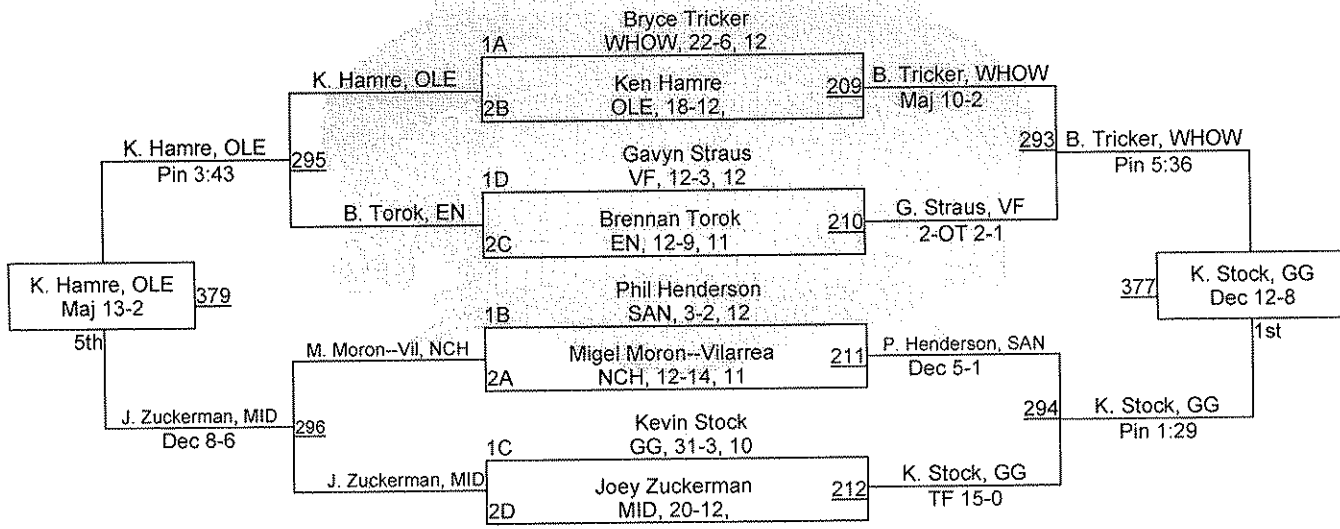 Bryce Tricker
1A WHOW, 22-6, 12
K. Hamre, OLE
Ken Hamre
209
B. Tricker, WHOW
2B OLE, 18-12,
Maj 10-2
K. Hamre, OLE
Pin 3:43
295
Gavyn Straus
293
B. Tricker, WHOW
Pin 5:36
1D VF, 12-3, 12
B. Torok, EN
Brennan Torok
210
G. Straus, VF
2C EN, 12-9, 11
2-OT 2-1
K. Hamre, OLE
Maj 13-2
379
5th
Phil Henderson
377
K. Stock, GG
Dec 12-8
1st
1B SAN, 3-2, 12
M. Moron--Vil, NCH
Migel Moron--Vilarrea
211
P. Henderson, SAN
2A NCH, 12-14, 11
Dec 5-1
J. Zuckerman, MID
Dec 8-6
296
Kevin Stock
294
K. Stock, GG
Pin 1:29
1C GG, 31-3, 10
J. Zuckerman, MID
Joey Zuckerman
212
K. Stock, GG
2D MID, 20-12,
TF 15-0